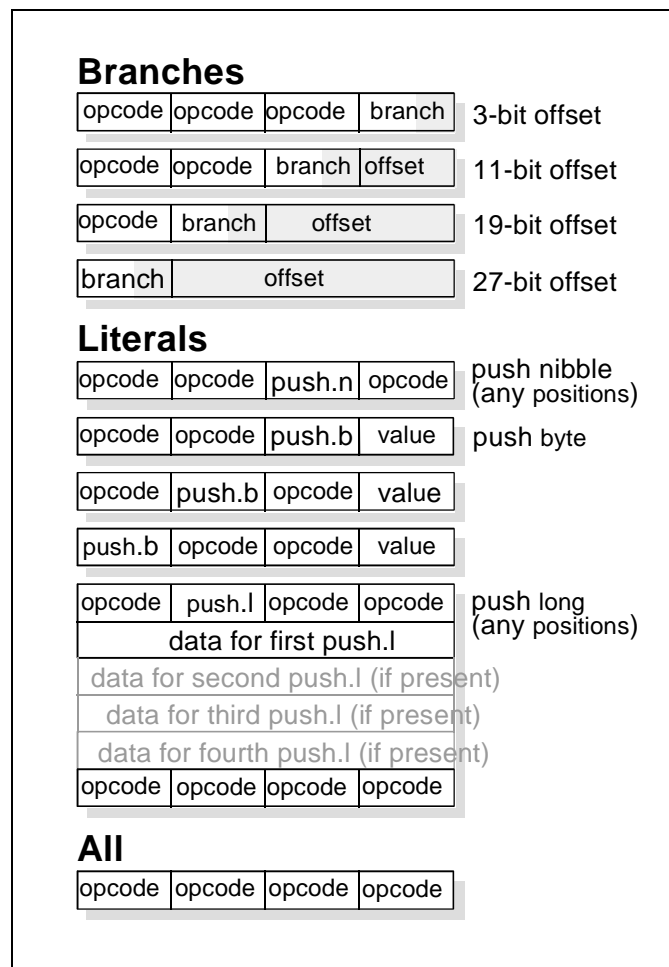 Branches
opcode opcode opcode branch 3-bit offset
opcode opcode branch offset 11-bit offset
opcode branch offset 19-bit offset
branch offset 27-bit offset
Literals
opcode opcode push.n opcode push nibble
(any positions)
opcode opcode push.b value push byte
opcode push.b opcode value
push.b opcode opcode value
opcode push.l opcode opcode push long
(any positions)
data for first push.l
data for second push.l (if present)
data for third push.l (if present)
data for fourth push.l (if present)
opcode opcode opcode opcode
All
opcode opcode opcode opcode